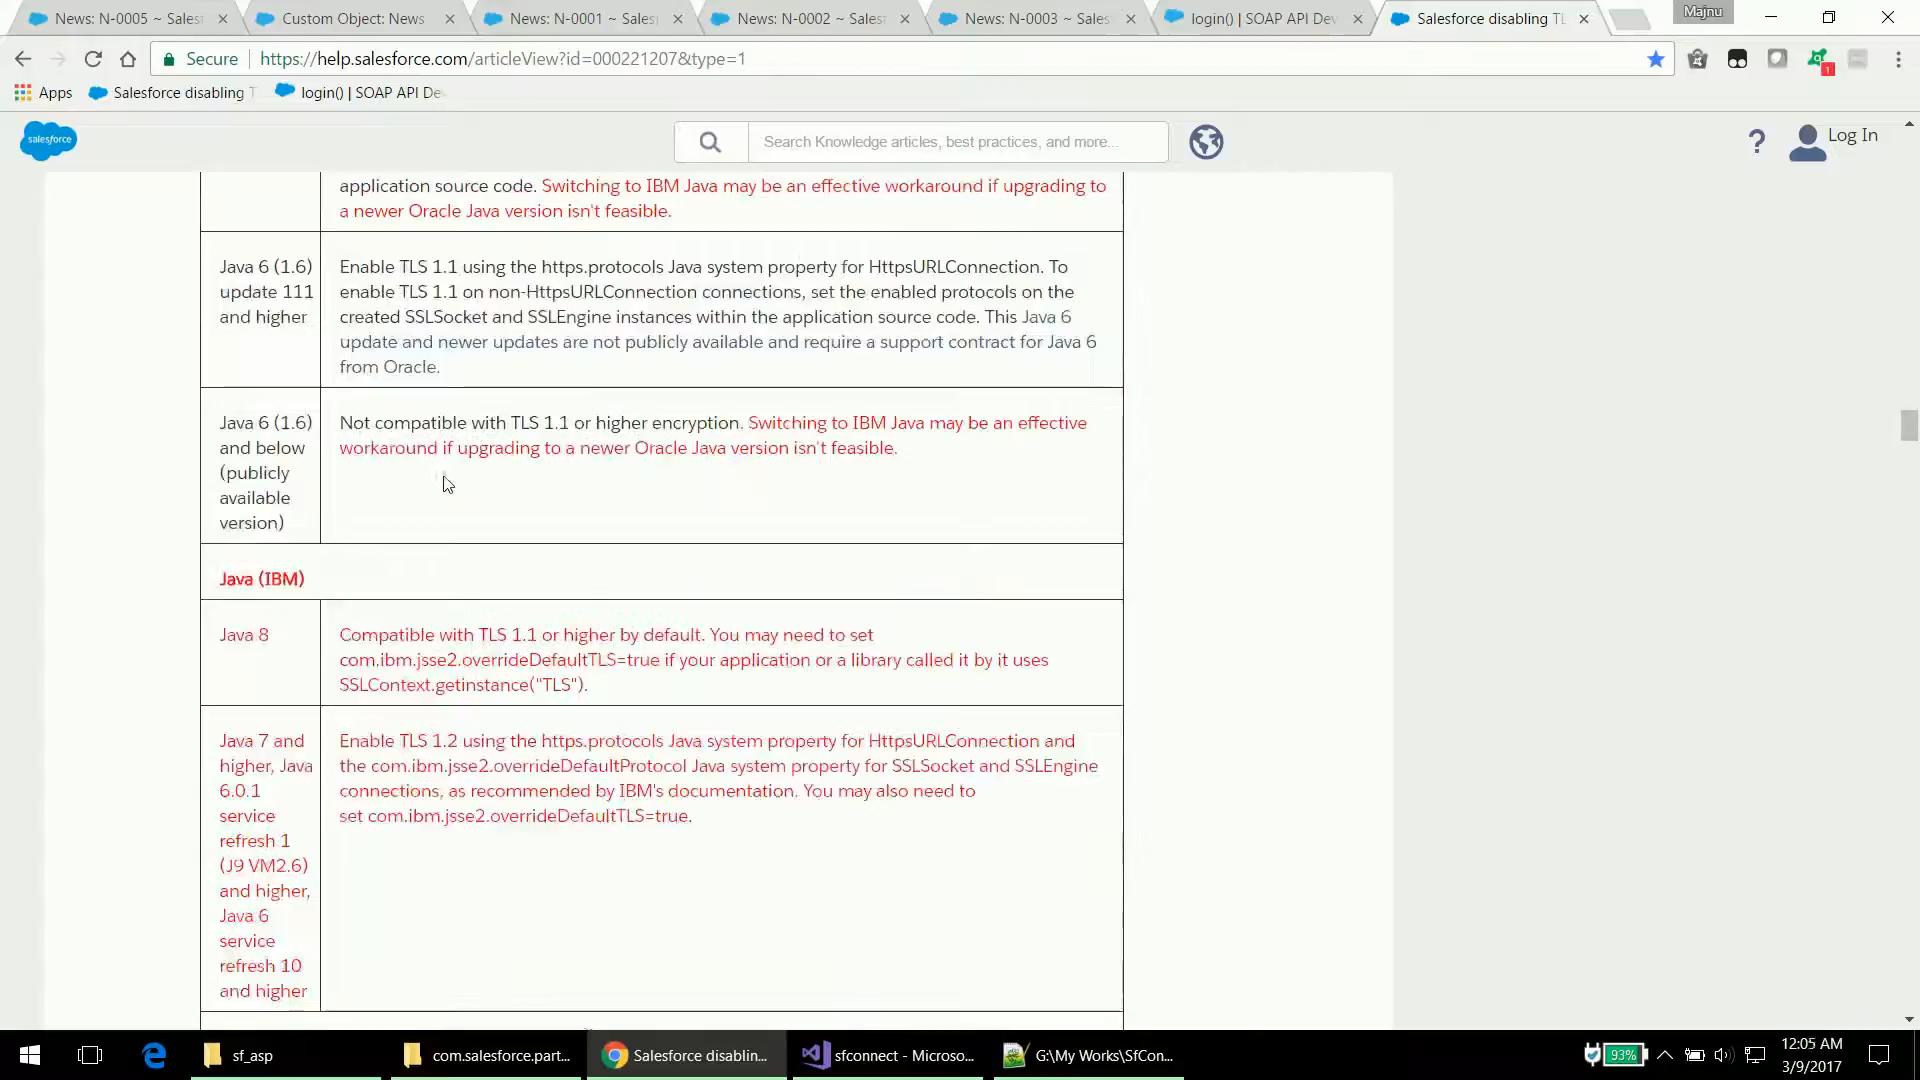 News: N-0005 ~ Salesf
Custom Object: News
News: N-0001 ~ Sales
News: N-0002 ~ Salesf
News: N-0003 ~ Sales
login() | SOAP API Dev
Salesforce disabling TL
Majnu
Secure
https://help.salesforce.com/articleView?id=000221207&type=1
1
Apps
Salesforce disabling T
login() | SOAP API De
salesforce
Search Knowledge articles, best practices, and more...
?
Log In
application source code. Switching to IBM Java may be an effective workaround if upgrading to
a newer Oracle Java version isn't feasible.
Java 6 (1.6)
update 111
and higher
Enable TLS 1.1 using the https.protocols Java system property for HttpsURLConnection. To
enable TLS 1.1 on non-HttpsURLConnection connections, set the enabled protocols on the
created SSLSocket and SSLEngine instances within the application source code. This Java 6
update and newer updates are not publicly available and require a support contract for Java 6
from Oracle.
Java 6 (1.6)
and below
(publicly
available
version)
Not compatible with TLS 1.1 or higher encryption. Switching to IBM Java may be an effective
workaround if upgrading to a newer Oracle Java version isn't feasible.
Java (IBM)
Java 8
Compatible with TLS 1.1 or higher by default. You may need to set
com.ibm.jsse2.overrideDefaultTLS=true if your application or a library called it by it uses
SSLContext.getinstance("TLS").
Java 7 and
higher, Java
6.0.1
service
refresh 1
(J9 VM2.6)
and higher,
Java 6
service
refresh 10
and higher
Enable TLS 1.2 using the https.protocols Java system property for HttpsURLConnection and
the com.ibm.jsse2.overrideDefaultProtocol Java system property for SSLSocket and SSLEngine
connections, as recommended by IBM's documentation. You may also need to
set com.ibm.jsse2.overrideDefaultTLS=true.
sf_asp
com.salesforce.part...
Salesforce disablin...
sfconnect - Microso...
G:\My Works\SfCon...
93%
12:05 AM
3/9/2017